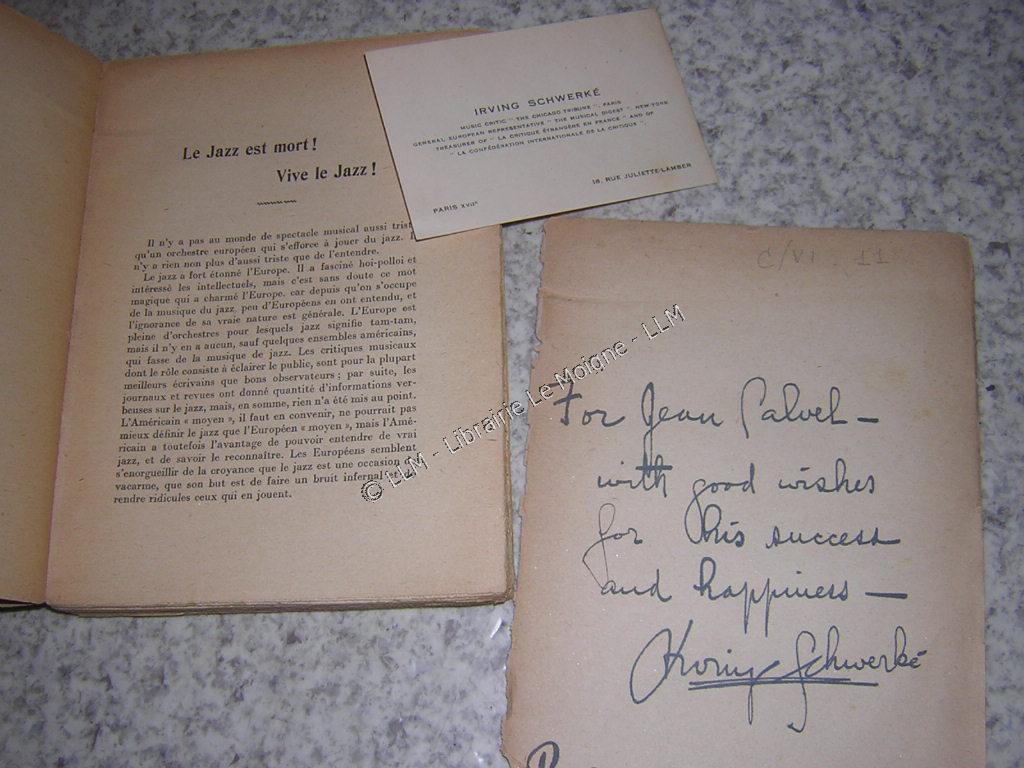 Le Jazz est mort !
Vive le Jazz !
Il n'y a pas au monde de spectacle musical aussi trist
qu'un orchestre européen qui s'efforce à jouer du jazz.
n'y a rien non plus d'aussi triste que de l'entendre.
Le jazz a fort étonné l'Europe. Il a fasciné hoi-polloi et
intéressé les intellectuels, mais c'est sans doute ce mot
magique qui a charmé l'Europe. car depuis qu'on s'occupe
de la musique du jazz, peu d'Européens en ont entendu, et
l'ignorance de sa vraie nature est générale. L'Europe est
pleine d'orchestres pour lesquels jazz signifie tam-tam,
mais il n'y en a aucun, sauf quelques ensembles américains,
qui fasse de la musique de jazz. Les critiques musicaux
dont le rôle consiste à éclairer le public, sont pour la plupart
meilleurs écrivains que bons observateurs ; par suite, les
journaux et revues ont donné quantité d'informations ver-
beuses sur le jazz, mais, en somme, rien n'a été mis au point.
L'Américain « moyen », il faut en convenir, ne pourrait pas
mieux définir le jazz que l'Européen « moyen », mais l'Amé-
ricain a toutefois l'avantage de pouvoir entendre de vrai
jazz, et de savoir le reconnaître. Les Européens semblent
s'enorgueillir de la croyance que le jazz est une occasion
vacarme, que son but est de faire un bruit infernal
rendre ridicules ceux qui en jouent.
IRVING SCHWERKÉ
MUSIC CRITIC " THE CHICAGO TRIBUNE ", PARIS
GENERAL EUROPEAN REPRESENTATIVE " THE MUSICAL DIGEST ", NEW-YORK
TREASURER OF " LA CRITIQUE ÉTRANGÈRE EN FRANCE " AND OF
" LA CONFÉDÉRATION INTERNATIONALE DE LA CRITIQUE ".
18, RUE JULIETTE-LAMBER
PARIS XVIIe
C/VI 11
For Jean Calvel —
with good wishes
for his success
and happiness —
Irving Schwerké
© LLM - Librairie Le Moigne - LLM